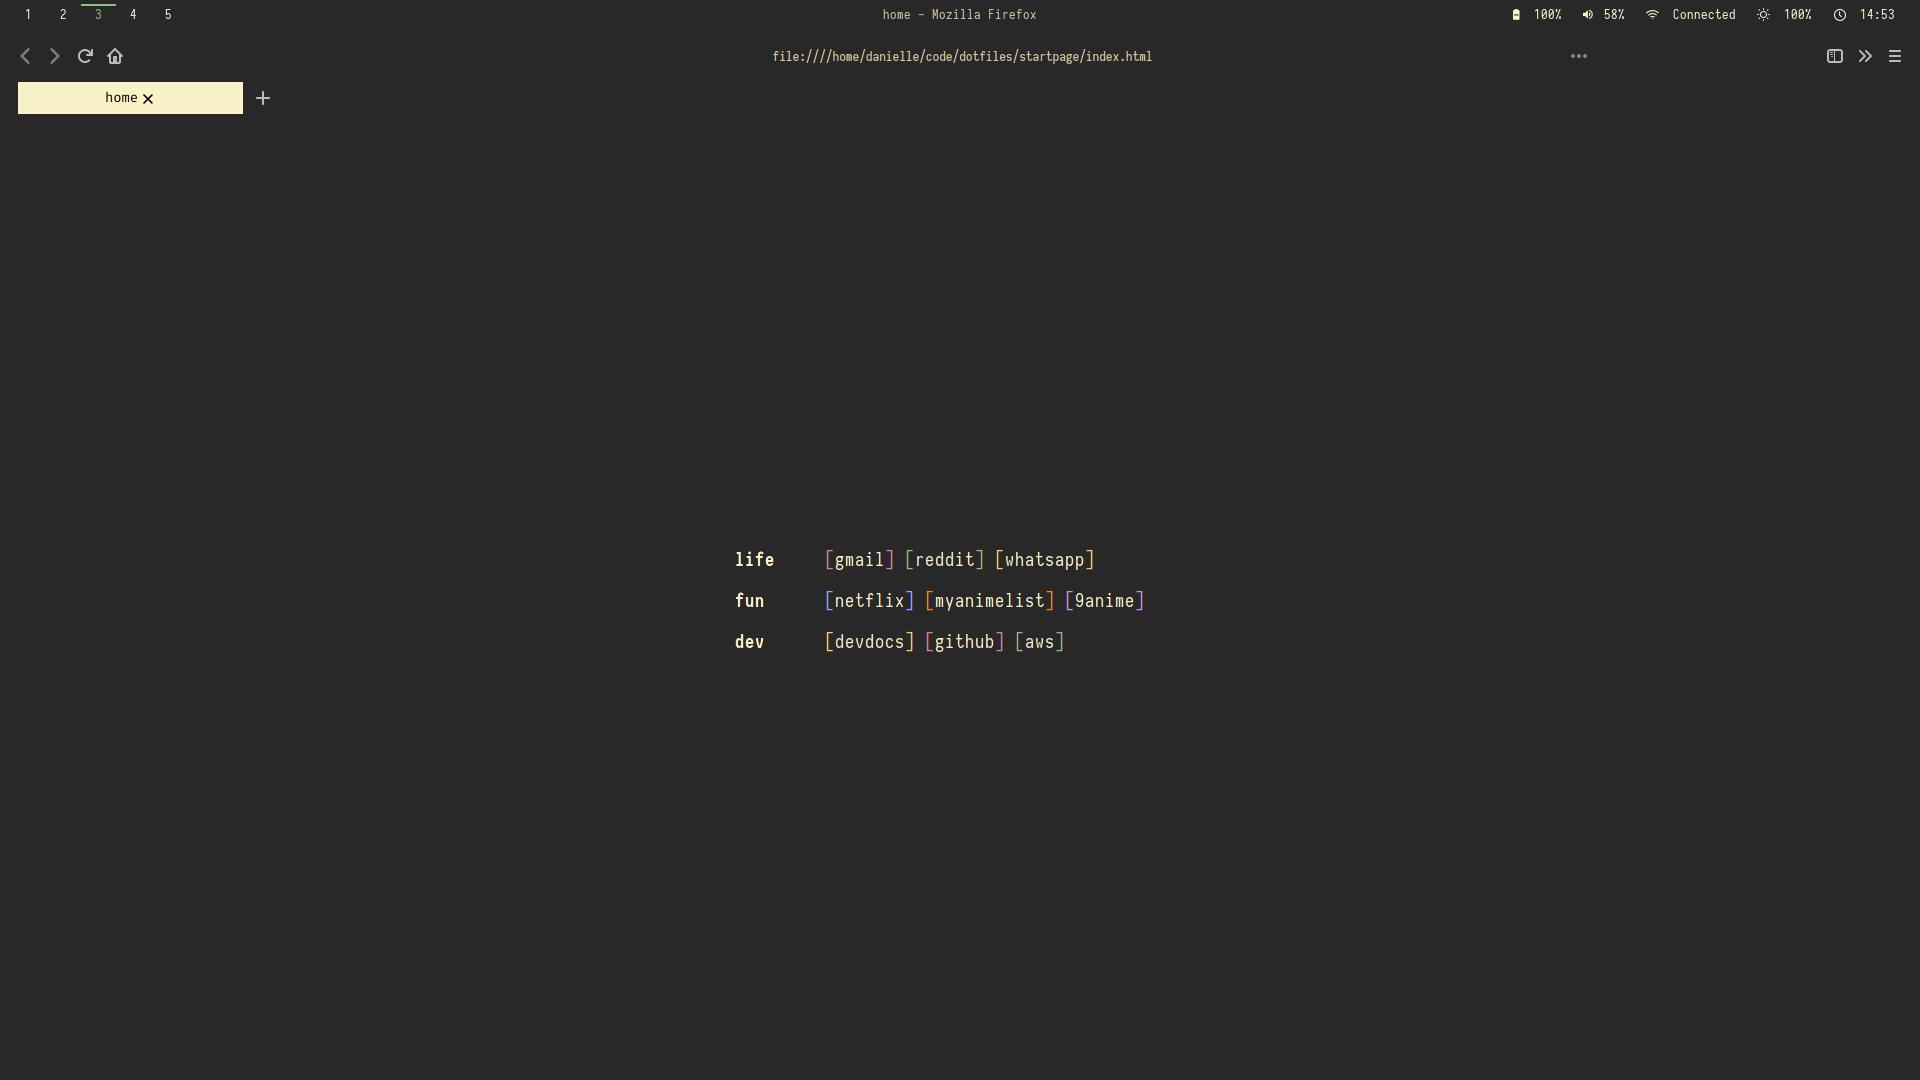 1 2 3 4 5 home - Mozilla Firefox 100% 58% Connected 100% 14:53
file:////home/danielle/code/dotfiles/startpage/index.html
home
life [gmail] [reddit] [whatsapp]
fun [netflix] [myanimelist] [9anime]
dev [devdocs] [github] [aws]